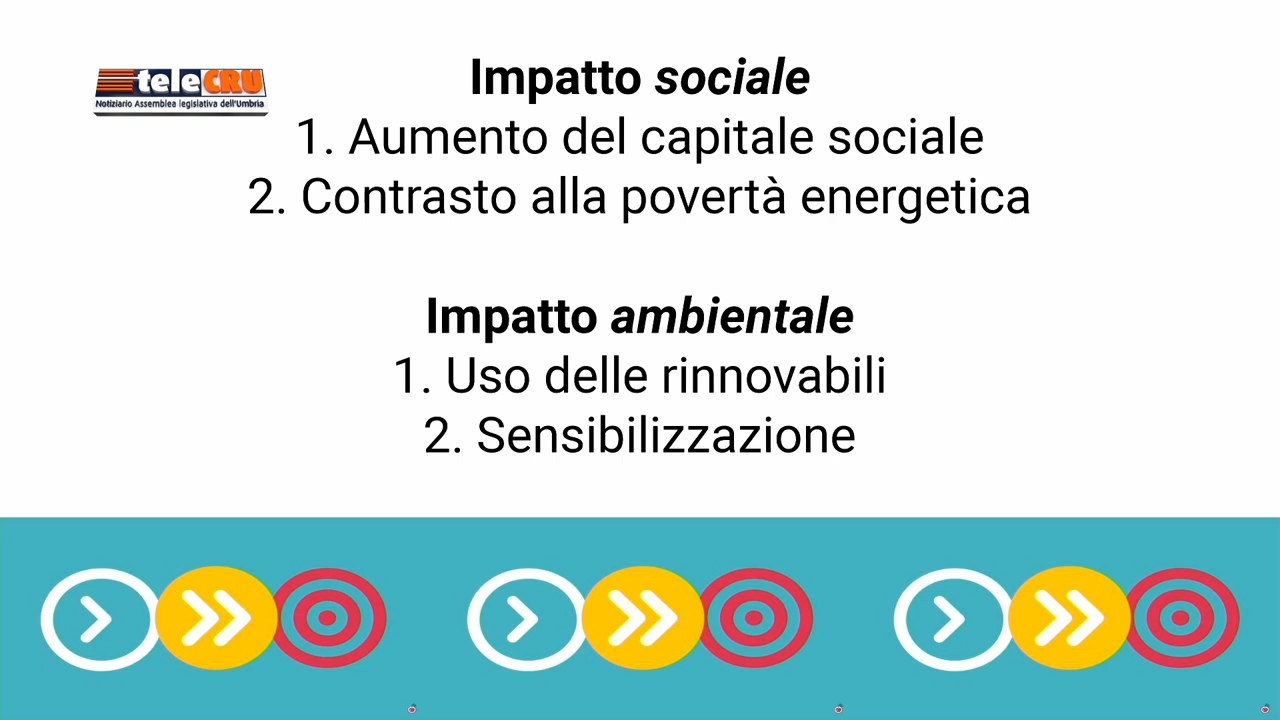 Impatto sociale
teleCRU
Notiziario Assemblea legislativa dell'Umbria
1. Aumento del capitale sociale
2. Contrasto alla povertà energetica
Impatto ambientale
1. Uso delle rinnovabili
2. Sensibilizzazione